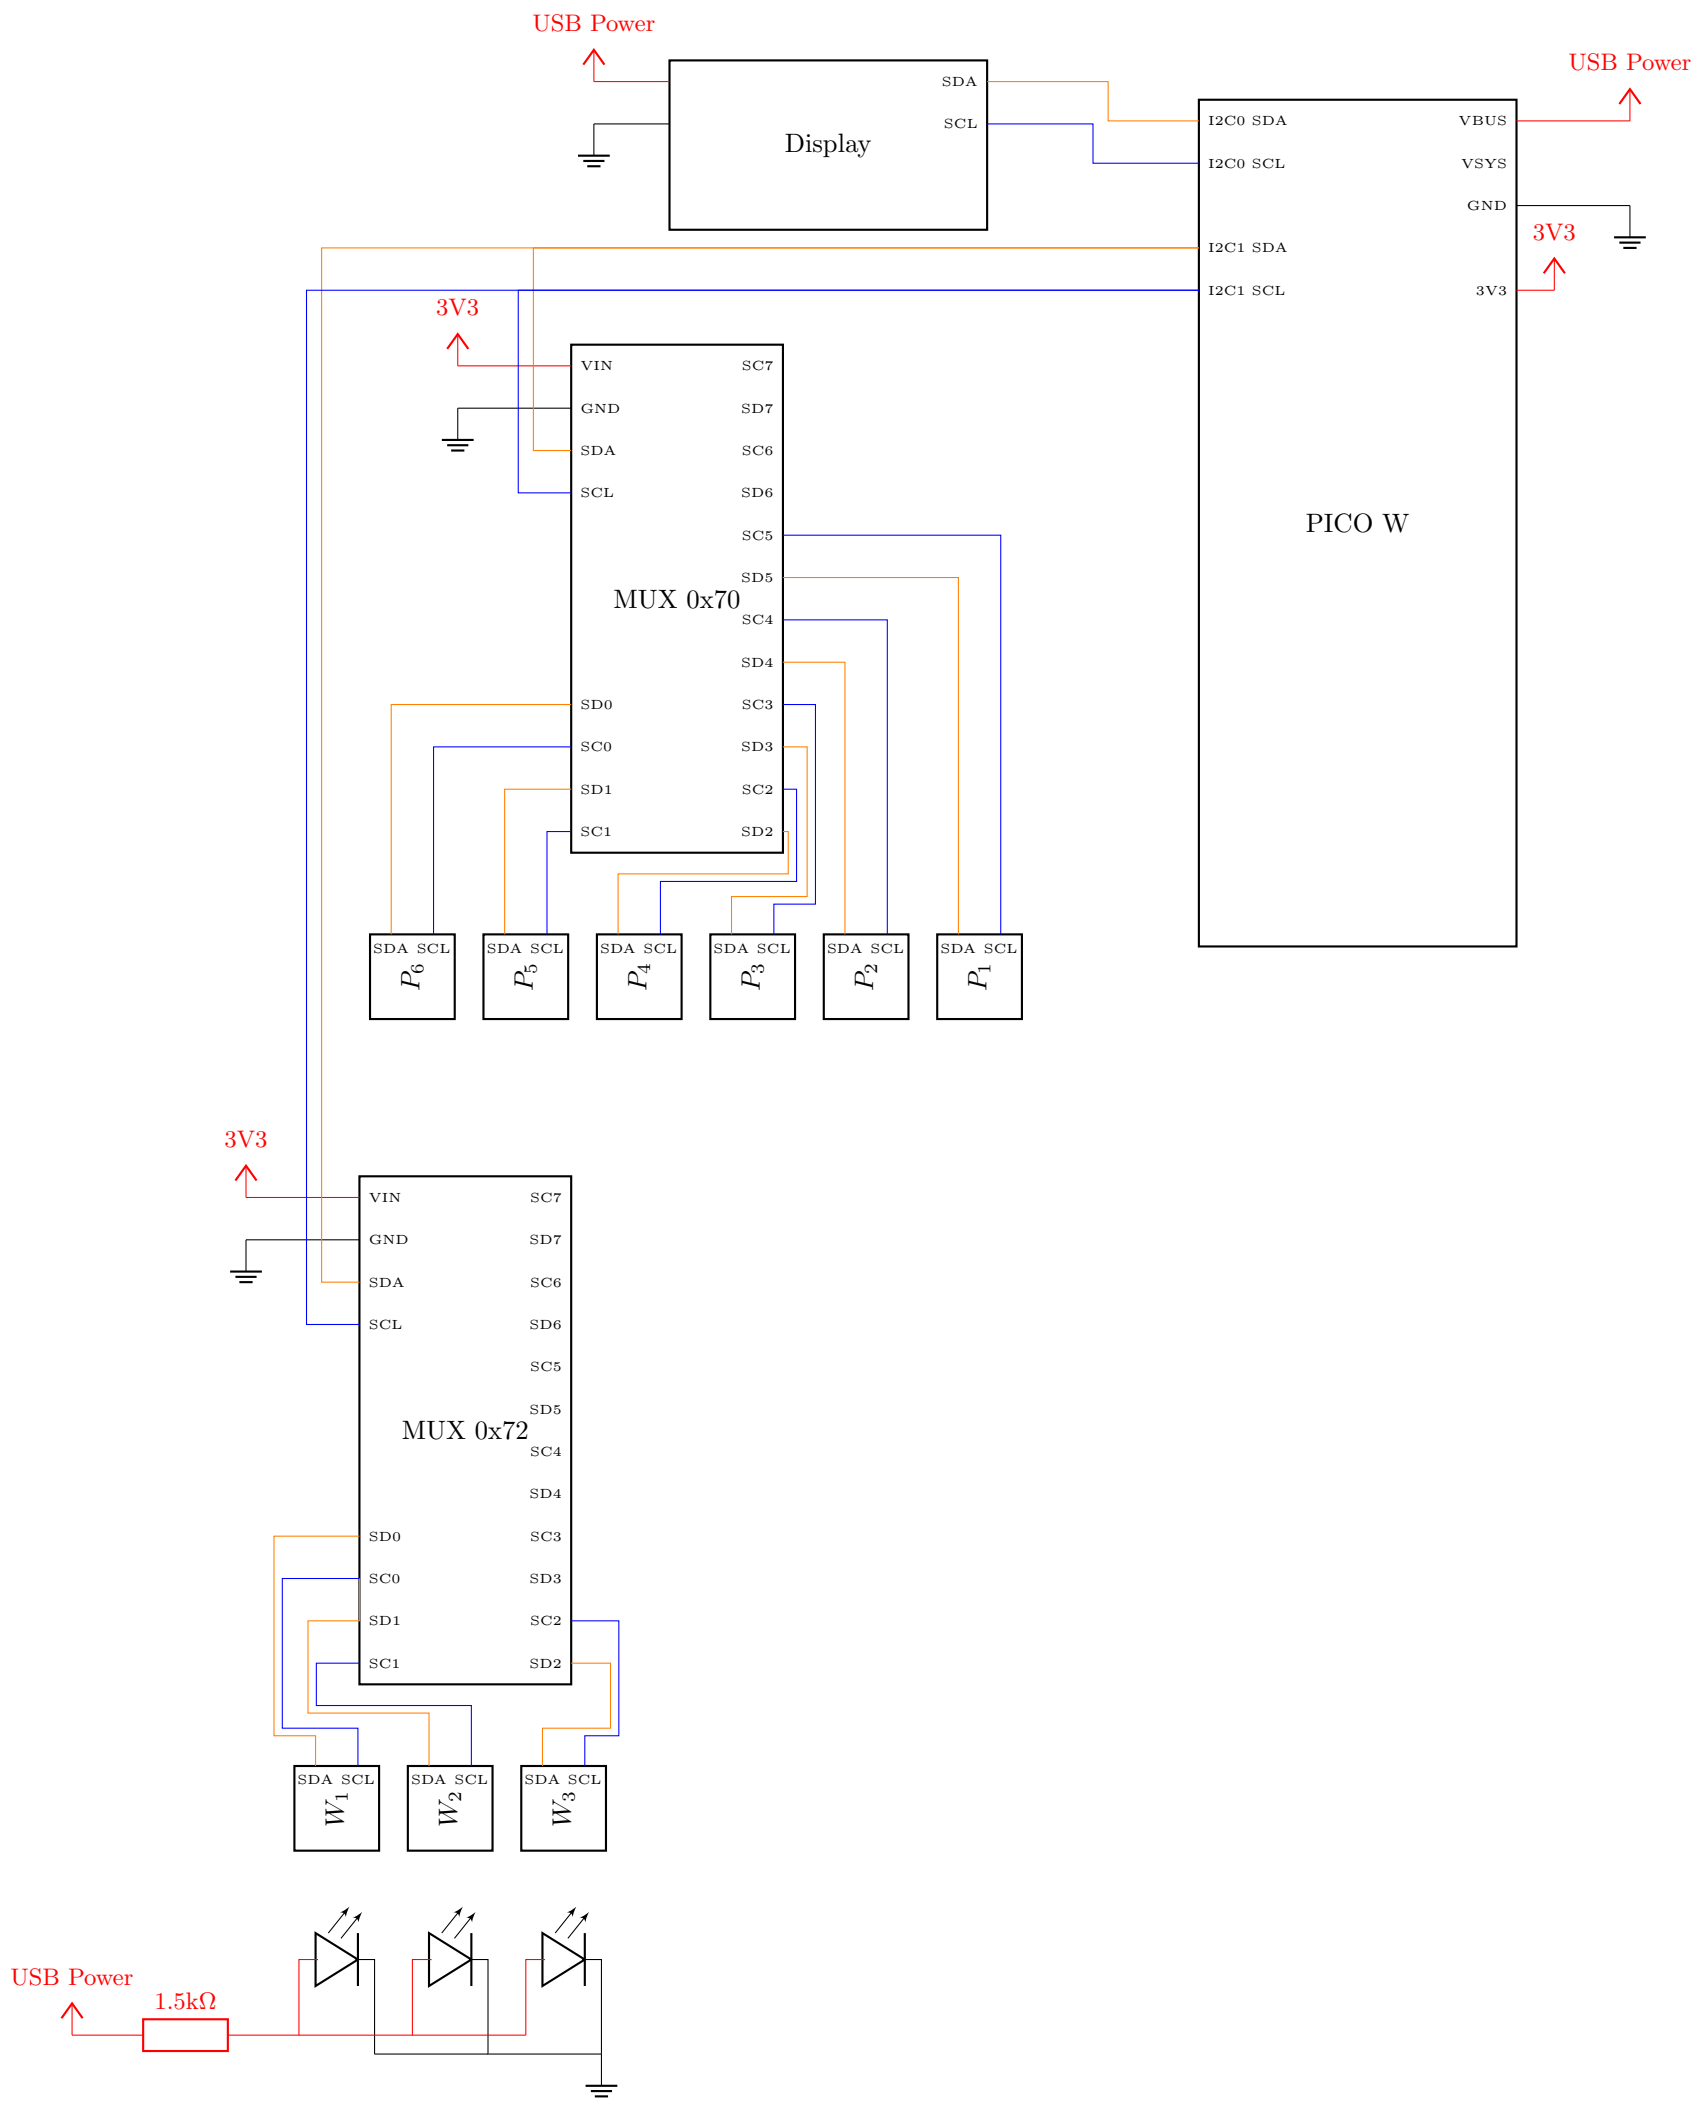 USB Power
USB Power
Display
SDA
SCL
PICO W
I2C0 SDA
I2C0 SCL
I2C1 SDA
I2C1 SCL
VBUS
VSYS
GND
3V3
3V3
3V3
MUX 0x70
VIN
GND
SDA
SCL
SD0
SC0
SD1
SC1
SC7
SD7
SC6
SD6
SC5
SD5
SC4
SD4
SC3
SD3
SC2
SD2
SDA SCL
P6
SDA SCL
P5
SDA SCL
P4
SDA SCL
P3
SDA SCL
P2
SDA SCL
P1
3V3
MUX 0x72
VIN
GND
SDA
SCL
SD0
SC0
SD1
SC1
SC7
SD7
SC6
SD6
SC5
SD5
SC4
SD4
SC3
SD3
SC2
SD2
SDA SCL
W1
SDA SCL
W2
SDA SCL
W3
USB Power
1.5kΩ